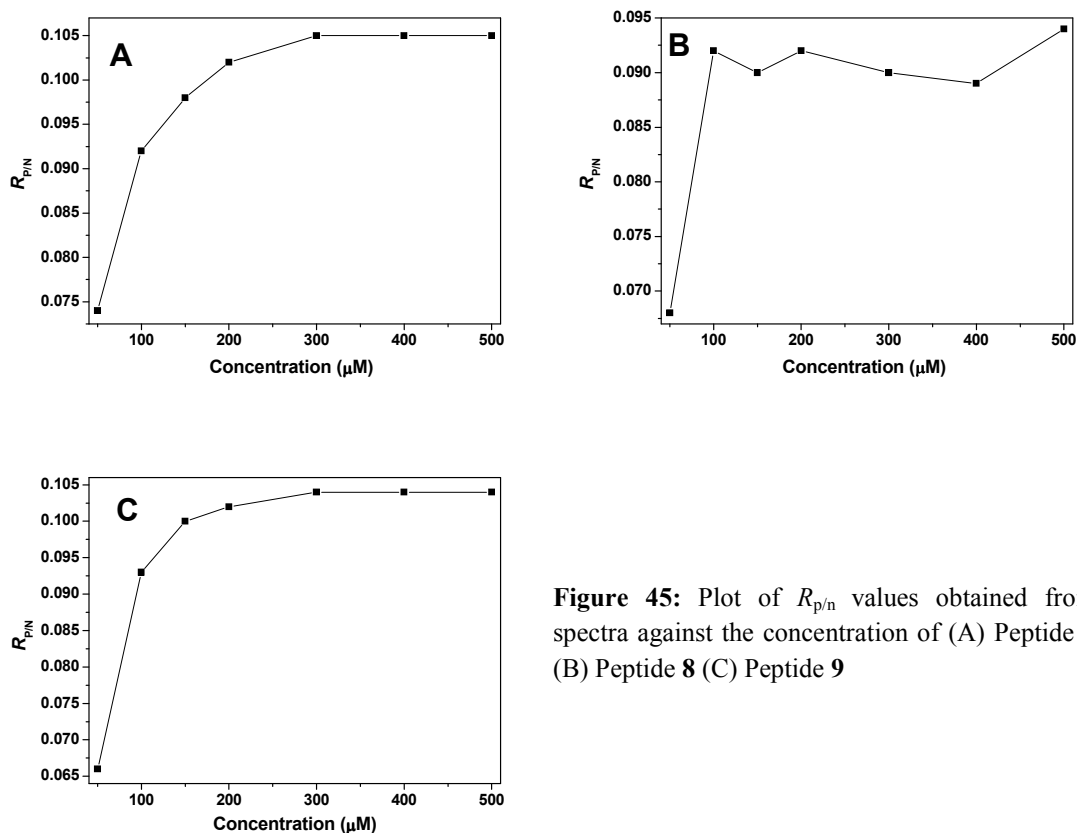 A
0.105
0.100
0.095
0.090
0.085
0.080
0.075
R_P/N
100 200 300 400 500
Concentration (μM)
B
0.095
0.090
0.085
0.080
0.075
0.070
R_P/N
100 200 300 400 500
Concentration (μM)
C
0.105
0.100
0.095
0.090
0.085
0.080
0.075
0.070
0.065
R_P/N
100 200 300 400 500
Concentration (μM)
Figure 45: Plot of R_p/n values obtained fro
spectra against the concentration of (A) Peptide
(B) Peptide 8 (C) Peptide 9